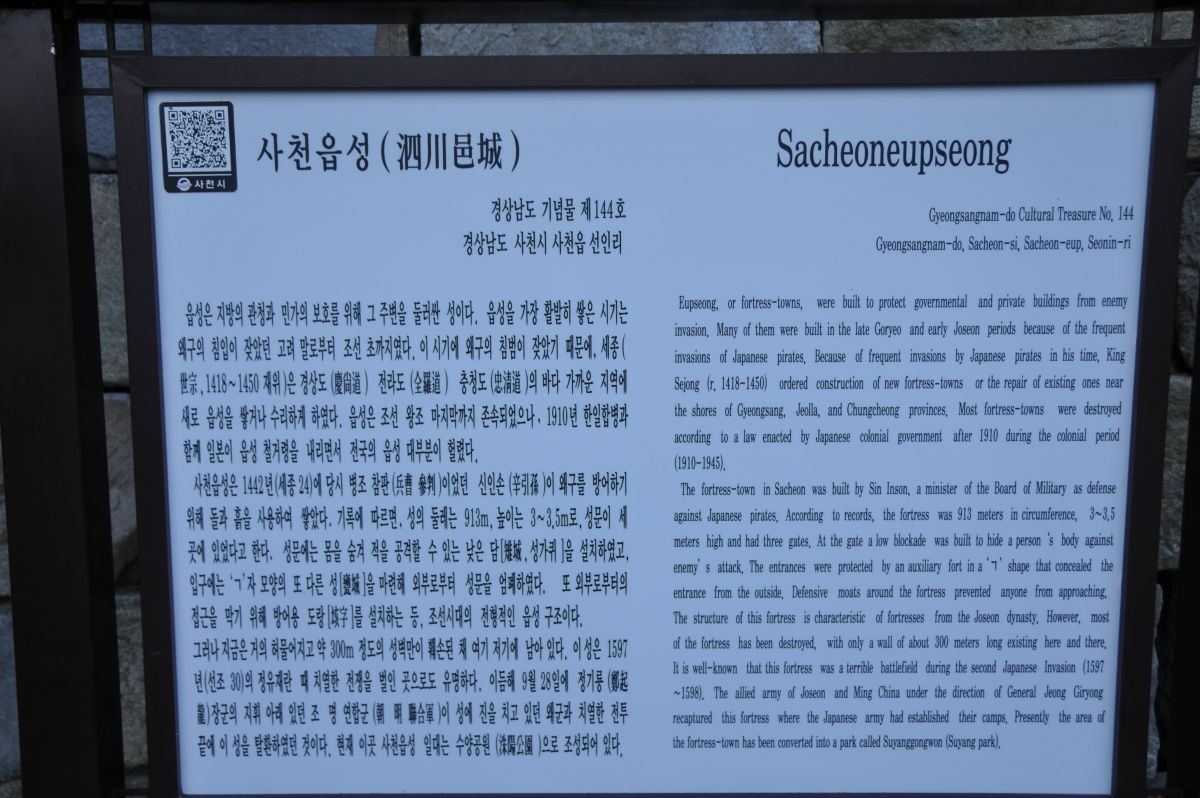 사천시
사천읍성 ( 泗川邑城 )
경상남도 기념물 제144호
경상남도 사천시 사천읍 선인리
읍성은 지방의 관청과 민가의 보호를 위해 그 주변을 둘러싼 성이다. 읍성을 가장 활발히 쌓은 시기는
왜구의 침입이 잦았던 고려 말로부터 조선 초까지였다. 이 시기에 왜구의 침범이 잦았기 때문에, 세종(
世宗, 1418~1450 재위)은 경상도(慶尙道) 전라도(全羅道) 충청도(忠淸道)의 바다 가까운 지역에
새로 읍성을 쌓거나 수리하게 하였다. 읍성은 조선 왕조 마지막까지 존속되었으나, 1910년 한일합병과
함께 일본이 읍성 철거령을 내리면서 전국의 읍성 대부분이 헐렸다.
사천읍성은 1442년(세종 24)에 당시 병조 참판(兵曹 參判)이었던 신인손(辛引孫)이 왜구를 방어하기
위해 돌과 흙을 사용하여 쌓았다. 기록에 따르면, 성의 둘레는 913m, 높이는 3~3.5m로, 성문이 세
곳에 있었다고 한다. 성문에는 몸을 숨겨 적을 공격할 수 있는 낮은 담[雉城, 성가퀴]을 설치하였고,
입구에는 'ㄱ'자 모양의 또 다른 성[甕城]을 마련해 외부로부터 성문을 엄폐하였다. 또 외부로부터의
접근을 막기 위해 방어용 도랑[垓字]를 설치하는 등, 조선시대의 전형적인 읍성 구조이다.
그러나 지금은 거의 허물어지고 약 300m 정도의 성벽만이 훼손된 채 여기 저기에 남아 있다. 이 성은 1597
년(선조 30)의 정유재란 때 치열한 전쟁을 벌인 곳으로도 유명하다. 이듬해 9월 28일에 정기룡(鄭起
龍)장군의 지휘 아래 있던 조 명 연합군(朝 明 聯合軍)이 성에 진을 치고 있던 왜군과 치열한 전투
끝에 이 성을 탈환하였던 것이다. 현재 이곳 사천읍성 일대는 수양공원(洙陽公園)으로 조성되어 있다.
Sacheoneupseong
Gyeongsangnam-do Cultural Treasure No. 144
Gyeongsangnam-do, Sacheon-si, Sacheon-eup, Seonin-ri
Eupseong, or fortress-towns, were built to protect governmental and private buildings from enemy
invasion. Many of them were built in the late Goryeo and early Joseon periods because of the frequent
invasions of Japanese pirates. Because of frequent invasions by Japanese pirates in his time, King
Sejong (r. 1418-1450) ordered construction of new fortress-towns or the repair of existing ones near
the shores of Gyeongsang, Jeolla, and Chungcheong provinces. Most fortress-towns were destroyed
according to a law enacted by Japanese colonial government after 1910 during the colonial period
(1910-1945).
The fortress-town in Sacheon was built by Sin Inson, a minister of the Board of Military as defense
against Japanese pirates. According to records, the fortress was 913 meters in circumference, 3~3.5
meters high and had three gates. At the gate a low blockade was built to hide a person 's body against
enemy' s attack. The entrances were protected by an auxiliary fort in a 'ㄱ' shape that concealed the
entrance from the outside. Defensive moats around the fortress prevented anyone from approaching.
The structure of this fortress is characteristic of fortresses from the Joseon dynasty. However, most
of the fortress has been destroyed, with only a wall of about 300 meters long existing here and there.
It is well-known that this fortress was a terrible battlefield during the second Japanese Invasion (1597
~1598). The allied army of Joseon and Ming China under the direction of General Jeong Giryong
recaptured this fortress where the Japanese army had established their camps. Presently the area of
the fortress-town has been converted into a park called Suyanggongwon (Suyang park).